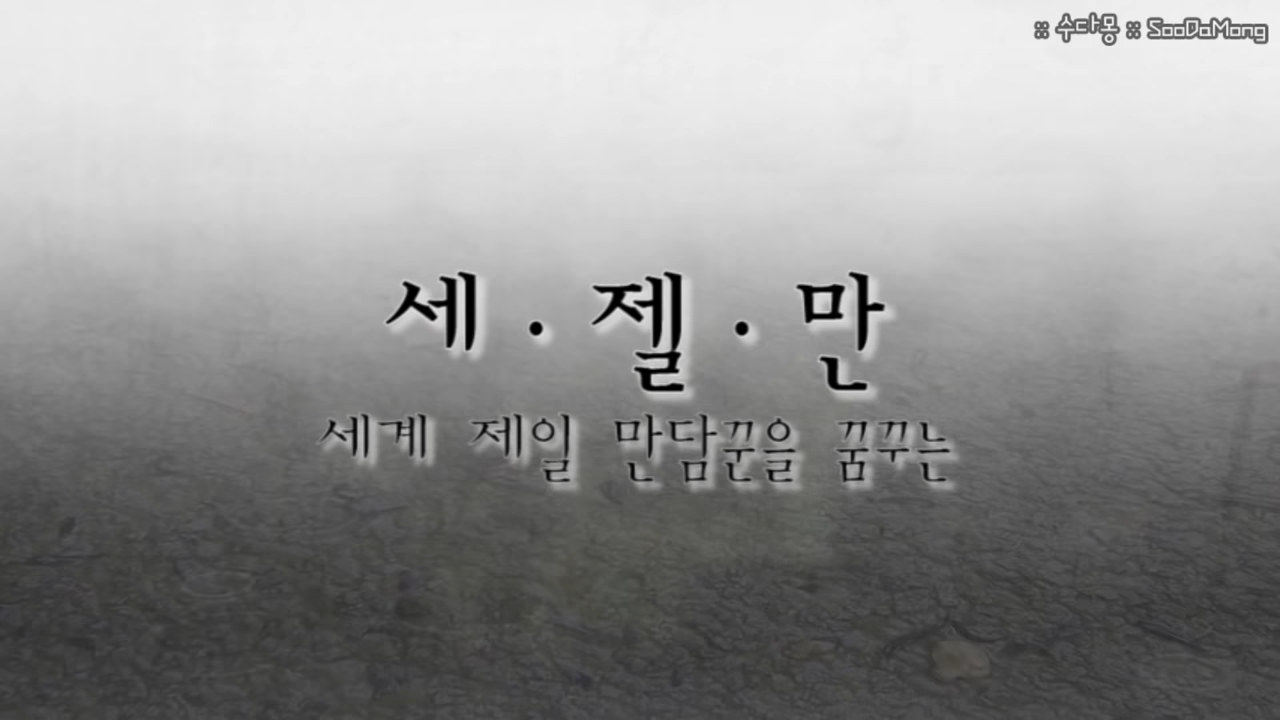 :: 수다몽 :: SooDaMong
세 · 젤 · 만
세계 제일 만담꾼을 꿈꾸는